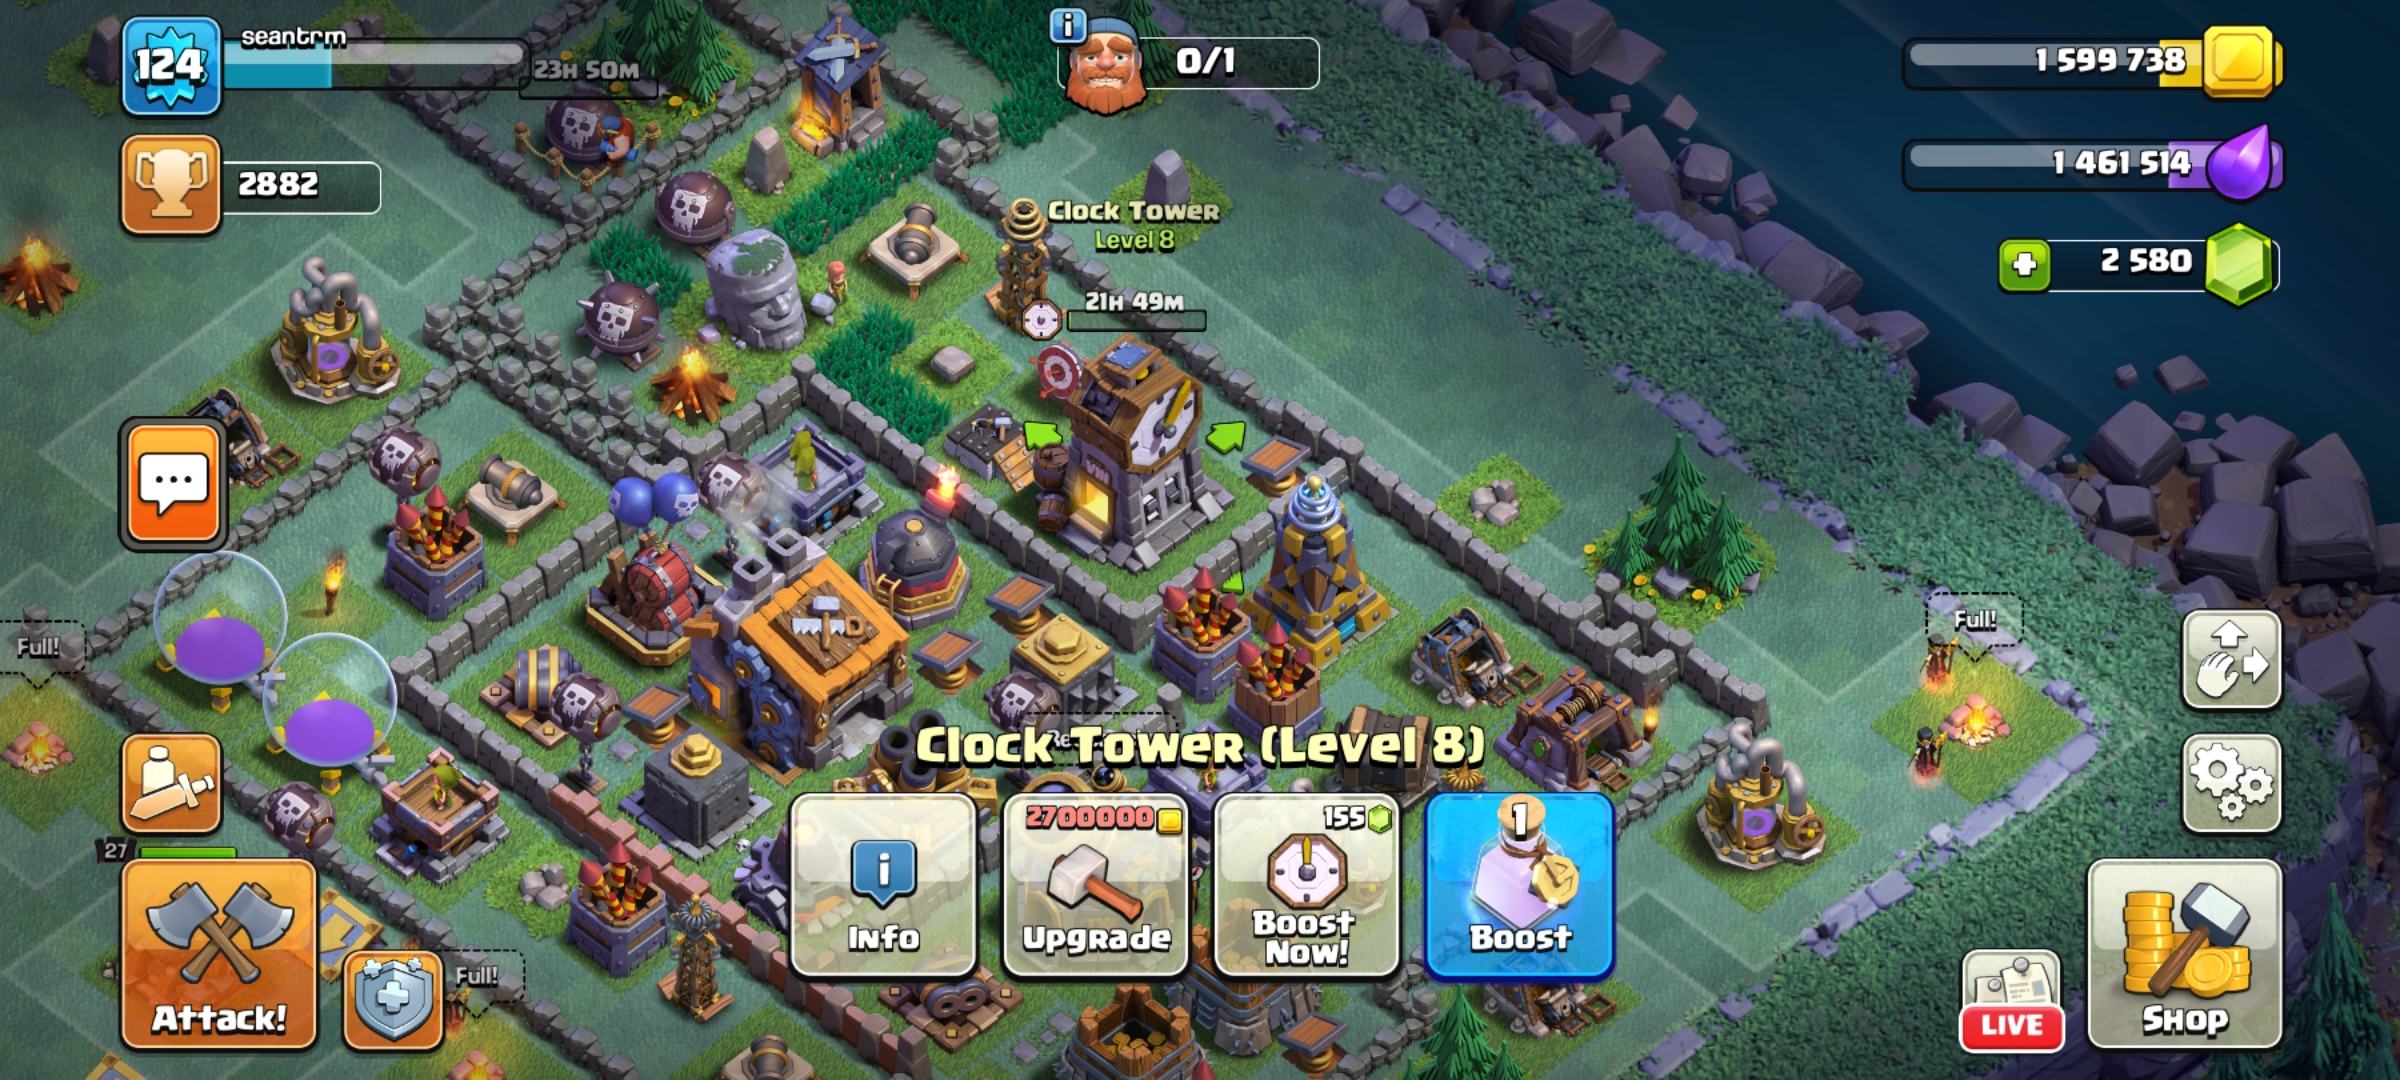 124
seantrm
23H 50M
0/1
1 599 738
2882
1 461 514
Clock Tower
Level 8
2 580
21H 49M
Full!
Full!
Clock Tower (Level 8)
2700000
155
1
Info
Upgrade
Boost
Now!
Boost
27
Full!
Attack!
LIVE
Shop